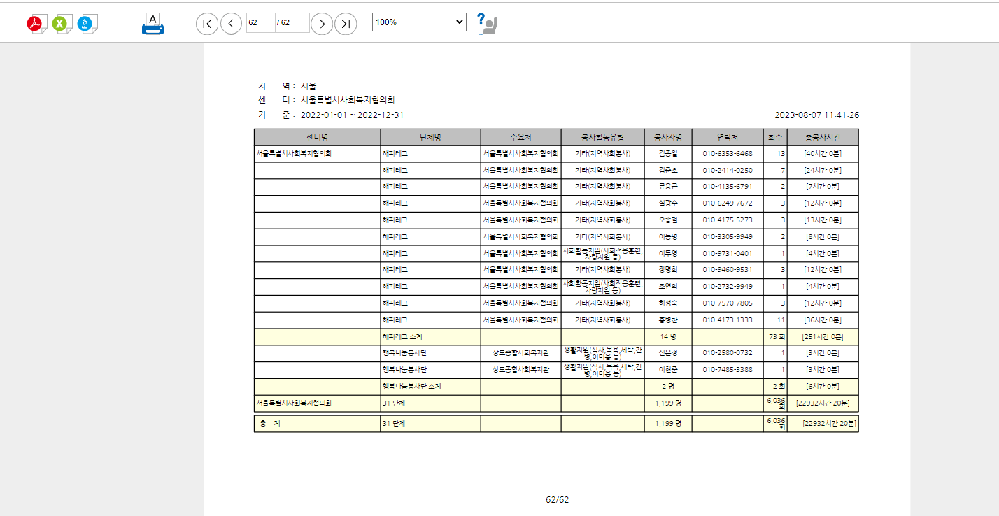 A
62 / 62
100%
?
지 역 : 서울
센 터 : 서울특별시사회복지협의회
기 준 : 2022-01-01 ~ 2022-12-31 2023-08-07 11:41:26
센터명 단체명 수요처 봉사활동유형 봉사자명 연락처 회수 총봉사시간
서울특별시사회복지협의회 해피레그 서울특별시사회복지협의회 기타(지역사회봉사) 김중일 010-6353-6468 13 [40시간 0분]
해피레그 서울특별시사회복지협의회 기타(지역사회봉사) 김준호 010-2414-0250 7 [24시간 0분]
해피레그 서울특별시사회복지협의회 기타(지역사회봉사) 류용근 010-4135-6791 2 [7시간 0분]
해피레그 서울특별시사회복지협의회 기타(지역사회봉사) 설광수 010-6249-7672 3 [12시간 0분]
해피레그 서울특별시사회복지협의회 기타(지역사회봉사) 오중철 010-4175-5273 3 [13시간 0분]
해피레그 서울특별시사회복지협의회 기타(지역사회봉사) 이동명 010-3305-9949 2 [8시간 0분]
해피레그 서울특별시사회복지협의회 사회활동지원(사회적응훈련, 이두영 010-9731-0401 1 [4시간 0분]
차량지원 등)
해피레그 서울특별시사회복지협의회 기타(지역사회봉사) 장명희 010-9460-9531 3 [12시간 0분]
해피레그 서울특별시사회복지협의회 사회활동지원(사회적응훈련, 조연의 010-2732-9949 1 [4시간 0분]
차량지원 등)
해피레그 서울특별시사회복지협의회 기타(지역사회봉사) 허성숙 010-7570-7805 3 [12시간 0분]
해피레그 서울특별시사회복지협의회 기타(지역사회봉사) 홍병찬 010-4173-1333 11 [36시간 0분]
해피레그 소계 14 명 73 회 [251시간 0분]
행복나눔봉사단 상도종합사회복지관 생활지원(식사,목욕,세탁,간 신은정 010-2580-0732 1 [3시간 0분]
병,이미용 등)
행복나눔봉사단 상도종합사회복지관 생활지원(식사,목욕,세탁,간 이현준 010-7485-3388 1 [3시간 0분]
병,이미용 등)
행복나눔봉사단 소계 2 명 2 회 [6시간 0분]
서울특별시사회복지협의회 31 단체 1,199 명 6,036 [22932시간 20분]
회
총 계 31 단체 1,199 명 6,036 [22932시간 20분]
회
62/62